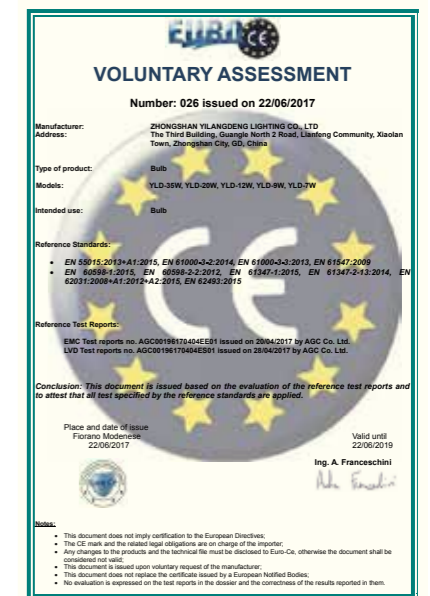 EURO CE
VOLUNTARY ASSESSMENT
Number: 026 issued on 22/06/2017
Manufacturer: ZHONGSHAN YILANGDENG LIGHTING CO., LTD
Address: The Third Building, Guangle North 2 Road, Lianfeng Community, Xiaolan
Town, Zhongshan City, GD, China
Type of product: Bulb
Models: YLD-35W, YLD-20W, YLD-12W, YLD-9W, YLD-7W
Intended use: Bulb
Reference Standards:
• EN 55015:2013+A1:2015, EN 61000-3-2:2014, EN 61000-3-3:2013, EN 61547:2009
• EN 60598-1:2015, EN 60598-2-2:2012, EN 61347-1:2015, EN 61347-2-13:2014, EN
62031:2008+A1:2012+A2:2015, EN 62493:2015
CE
Reference Test Reports:
EMC Test reports no. AGC00196170404EE01 issued on 20/04/2017 by AGC Co. Ltd.
LVD Test reports no. AGC00196170404ES01 issued on 28/04/2017 by AGC Co. Ltd.
Conclusion: This document is issued based on the evaluation of the reference test reports and
to attest that all test specified by the reference standards are applied.
Place and date of issue
Fiorano Modenese
22/06/2017
Valid until
22/06/2019
Ing. A. Franceschini
Notes:
• This document does not imply certification to the European Directives;
• The CE mark and the related legal obligations are on charge of the importer;
• Any changes to the products and the technical file must be disclosed to Euro-Ce, otherwise the document shall be
considered not valid;
• This document is issued upon voluntary request of the manufacturer;
• This document does not replace the certificate issued by a European Notified Bodies;
• No evaluation is expressed on the test reports in the dossier and the correctness of the results reported in them.